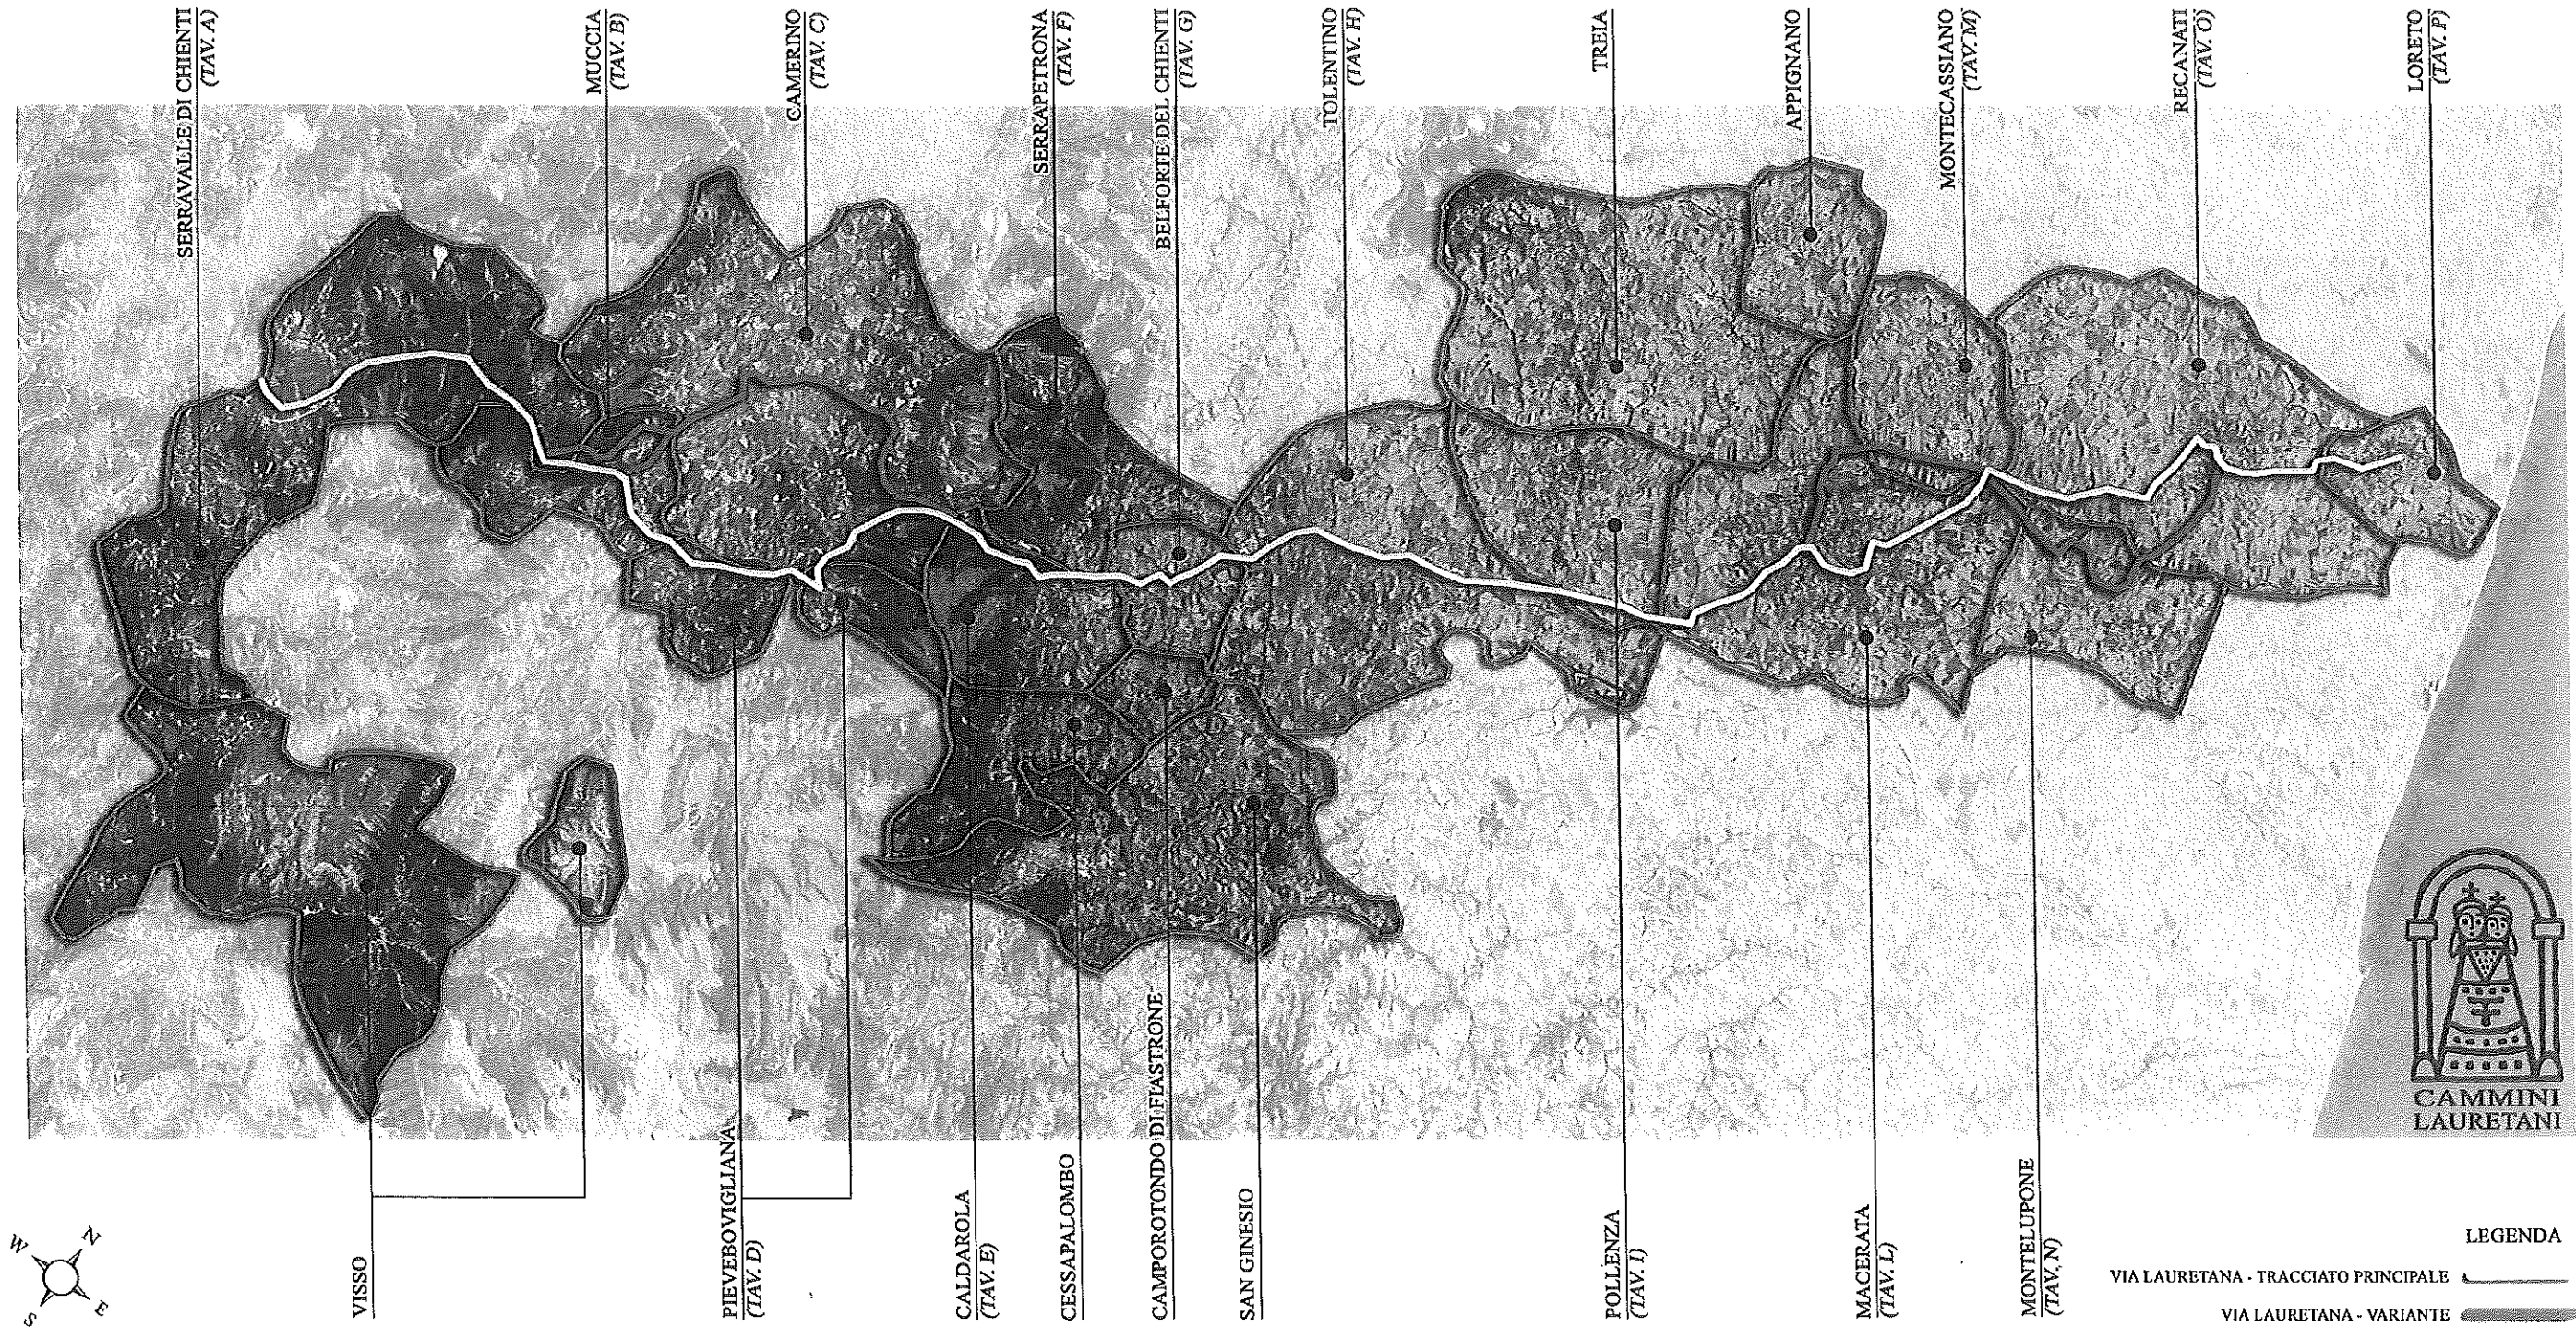 SERRAVALLE DI CHIENTI
(TAV. A)
MUCCIA
(TAV. B)
CAMERINO
(TAV. C)
SERRAPETRONA
(TAV. F)
BELFORTE DEL CHIENTI
(TAV. G)
TOLENTINO
(TAV. H)
TREIA
APPIGNANO
MONTECASSIANO
(TAV. M)
RECANATI
(TAV. O)
LORETO
(TAV. P)
VISSO
PIEVEBOVIGLIANA
(TAV. D)
CALDAROLA
(TAV. E)
CESSAPALOMBO
CAMPOROTONDO DI FIASTRONE
SAN GINESIO
POLLENZA
(TAV. I)
MACERATA
(TAV. L)
MONTELUPONE
(TAV. N)
CAMMINI
LAURETANI
W
N
S
E
LEGENDA
VIA LAURETANA - TRACCIATO PRINCIPALE
VIA LAURETANA - VARIANTE